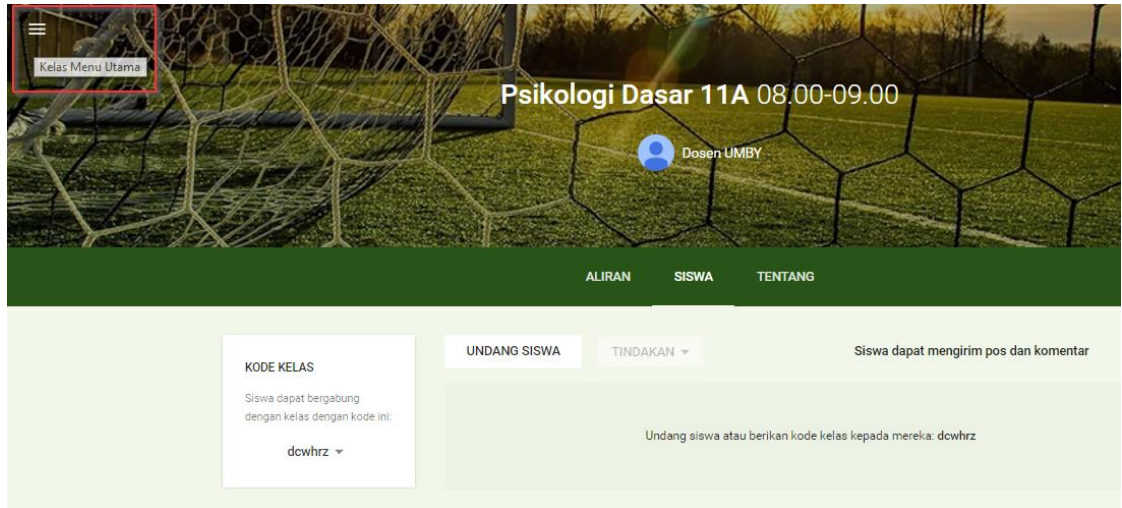 Kelas Menu Utama
Psikologi Dasar 11A 08.00-09.00
Dosen UMBY
ALIRAN SISWA TENTANG
KODE KELAS
Siswa dapat bergabung
dengan kelas dengan kode ini:
dcwhrz
UNDANG SISWA TINDAKAN Siswa dapat mengirim pos dan komentar
Undang siswa atau berikan kode kelas kepada mereka: dcwhrz